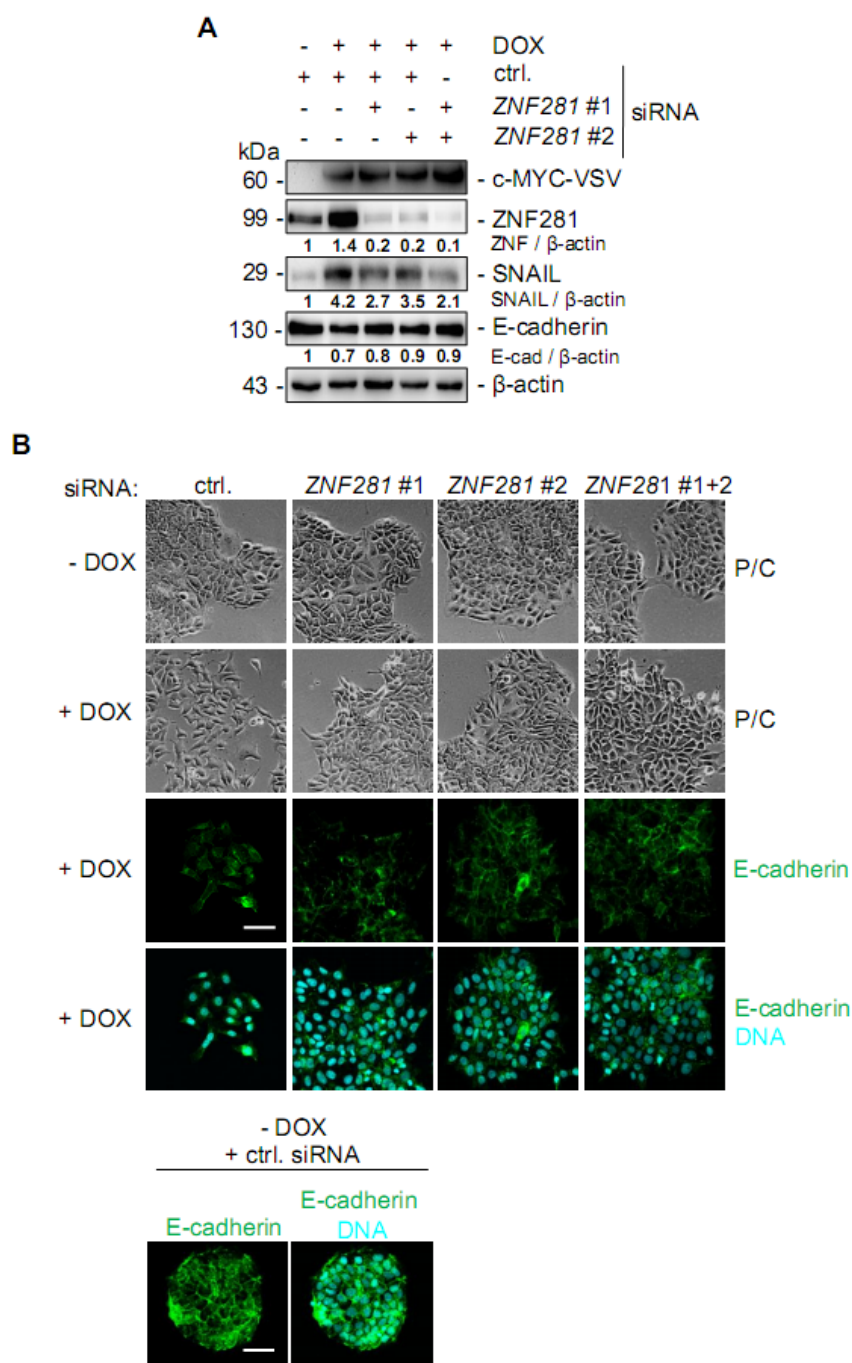 A
- + + + + DOX
+ + + + - ctrl.
- - + - + ZNF281 #1
- - - + + ZNF281 #2
siRNA
kDa
60 - - c-MYC-VSV
99 - - ZNF281
1 1.4 0.2 0.2 0.1 ZNF / β-actin
29 - - SNAIL
1 4.2 2.7 3.5 2.1 SNAIL / β-actin
130 - - E-cadherin
1 0.7 0.8 0.9 0.9 E-cad / β-actin
43 - - β-actin
B
siRNA: ctrl. ZNF281 #1 ZNF281 #2 ZNF281 #1+2
- DOX P/C
+ DOX P/C
+ DOX E-cadherin
+ DOX E-cadherin
DNA
- DOX
+ ctrl. siRNA
E-cadherin E-cadherin
DNA